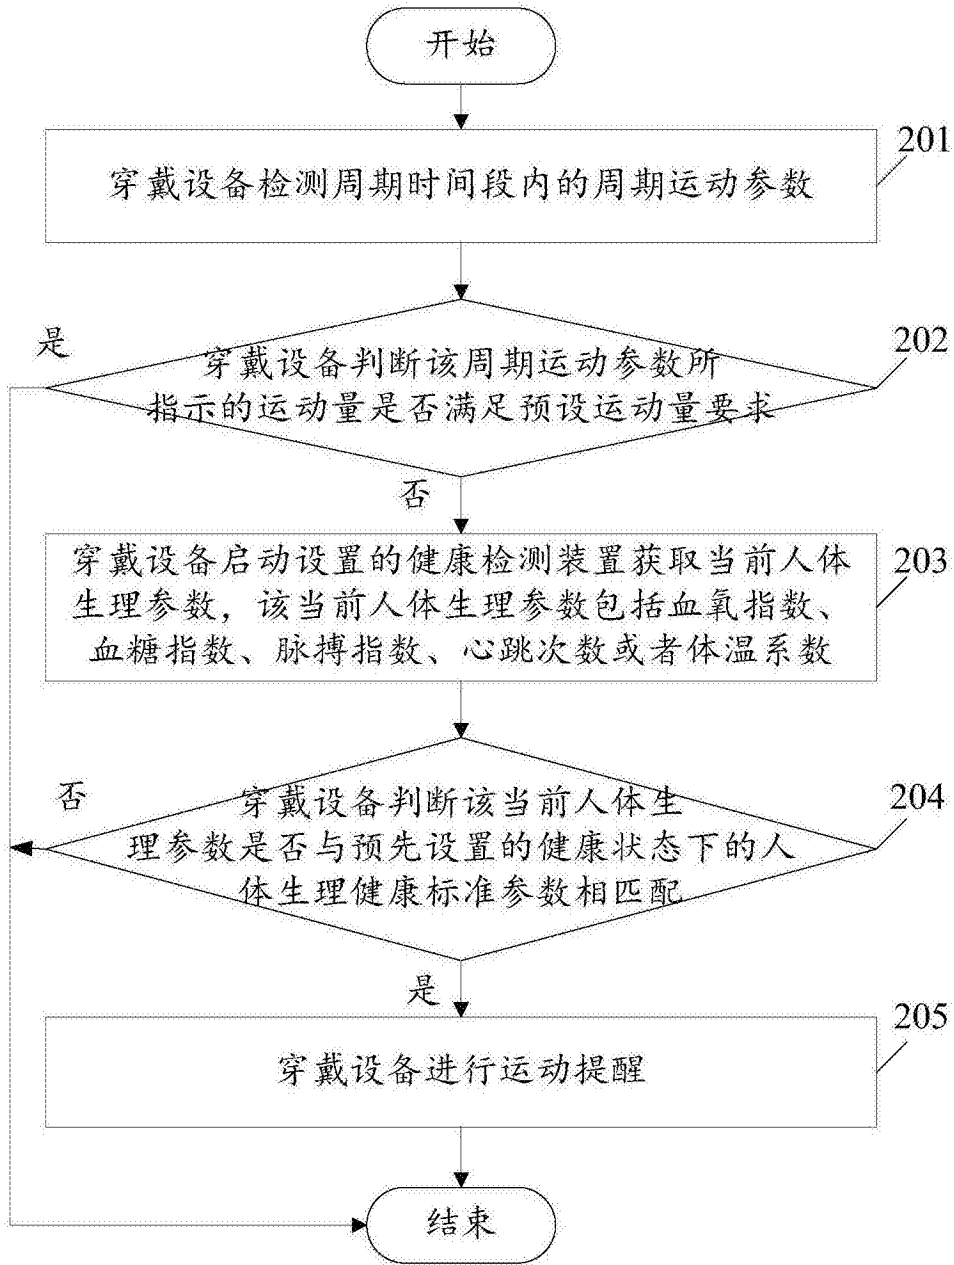 开始
201
穿戴设备检测周期时间段内的周期运动参数
是
202
穿戴设备判断该周期运动参数所
指示的运动量是否满足预设运动量要求
否
穿戴设备启动设置的健康检测装置获取当前人体
203
生理参数，该当前人体生理参数包括血氧指数、
血糖指数、脉搏指数、心跳次数或者体温系数
否
穿戴设备判断该当前人体生
204
理参数是否与预先设置的健康状态下的人
体生理健康标准参数相匹配
是
205
穿戴设备进行运动提醒
结束